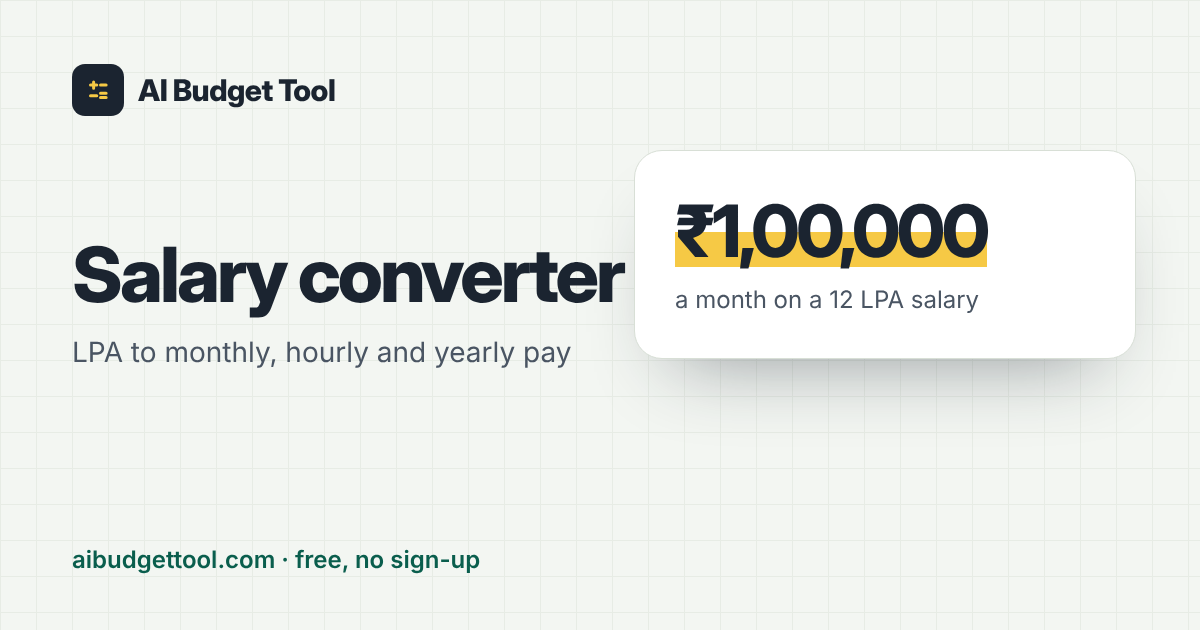 AI Budget Tool
Salary converter
LPA to monthly, hourly and yearly pay
₹1,00,000
a month on a 12 LPA salary
aibudgettool.com · free, no sign-up